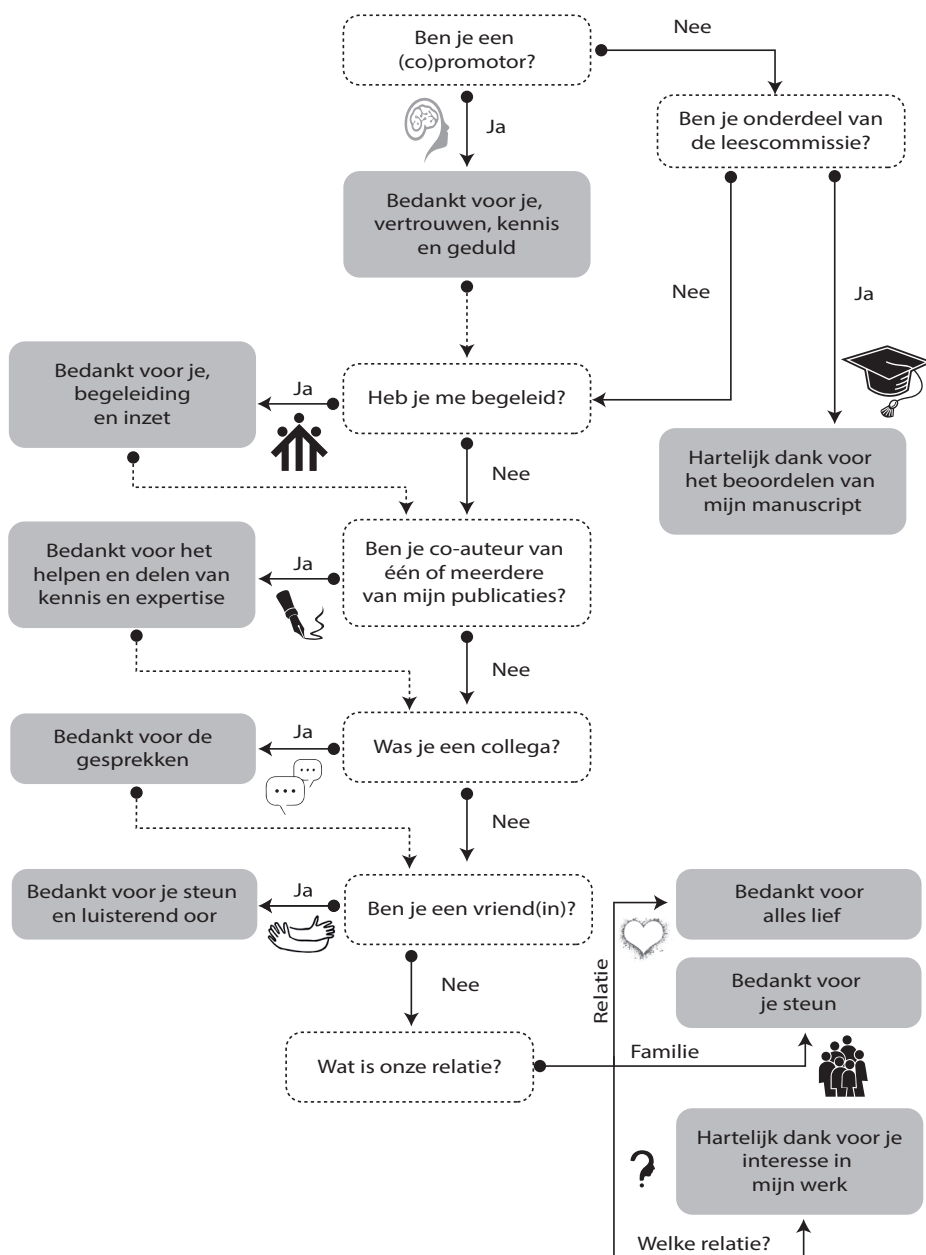 Ben je een
(co)promotor?
Nee
Ja
Ben je onderdeel van
de leescommissie?
Bedankt voor je,
vertrouwen, kennis
en geduld
Nee
Ja
Bedankt voor je,
begeleiding
en inzet
Ja
Heb je me begeleid?
Nee
Hartelijk dank voor
het beoordelen van
mijn manuscript
Bedankt voor het
helpen en delen van
kennis en expertise
Ja
Ben je co-auteur van
één of meerdere
van mijn publicaties?
Nee
Bedankt voor de
gesprekken
Ja
Was je een collega?
Nee
Bedankt voor je steun
en luisterend oor
Ja
Ben je een vriend(in)?
Nee
Wat is onze relatie?
Relatie
Bedankt voor
alles lief
Familie
Bedankt voor
je steun
Hartelijk dank voor je
interesse in
mijn werk
?
Welke relatie?